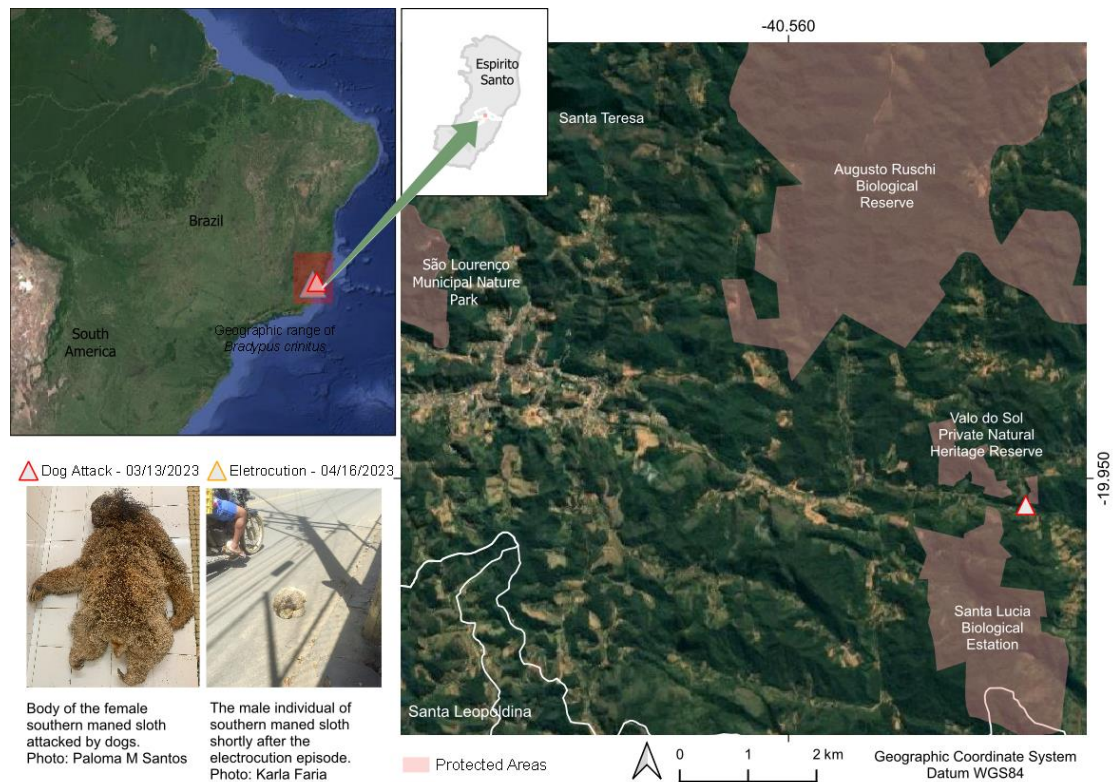 -40.560
Espirito
Santo
Santa Teresa
Augusto Ruschi
Biological
Reserve
Brazil
São Lourenço
Municipal Nature
Park
Geographic range of
Bradypus crinitus
South
America
Valo do Sol
Private Natural
Heritage Reserve
-19.950
Dog Attack - 03/13/2023
Eletrocution - 04/16/2023
Santa Lucia
Biological
Estation
Santa Leopoldina
Body of the female
southern maned sloth
attacked by dogs.
Photo: Paloma M Santos
The male individual of
southern maned sloth
shortly after the
electrocution episode.
Photo: Karla Faria
Protected Areas
0 1 2 km
Geographic Coordinate System
Datum WGS84